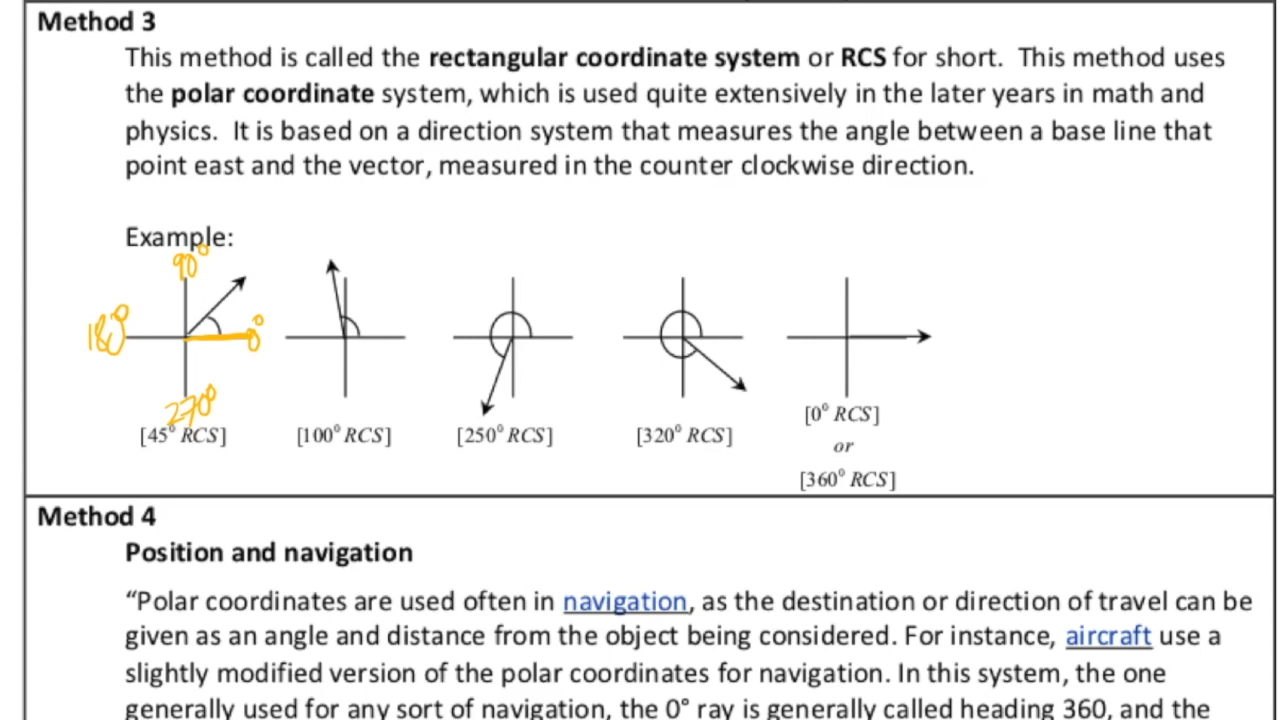 Method 3
This method is called the rectangular coordinate system or RCS for short. This method uses
the polar coordinate system, which is used quite extensively in the later years in math and
physics. It is based on a direction system that measures the angle between a base line that
point east and the vector, measured in the counter clockwise direction.
Example:
90°
180°
0°
270°
[45° RCS]
[100° RCS]
[250° RCS]
[320° RCS]
[0° RCS]
or
[360° RCS]
Method 4
Position and navigation
“Polar coordinates are used often in navigation, as the destination or direction of travel can be
given as an angle and distance from the object being considered. For instance, aircraft use a
slightly modified version of the polar coordinates for navigation. In this system, the one
generally used for any sort of navigation, the 0° ray is generally called heading 360, and the